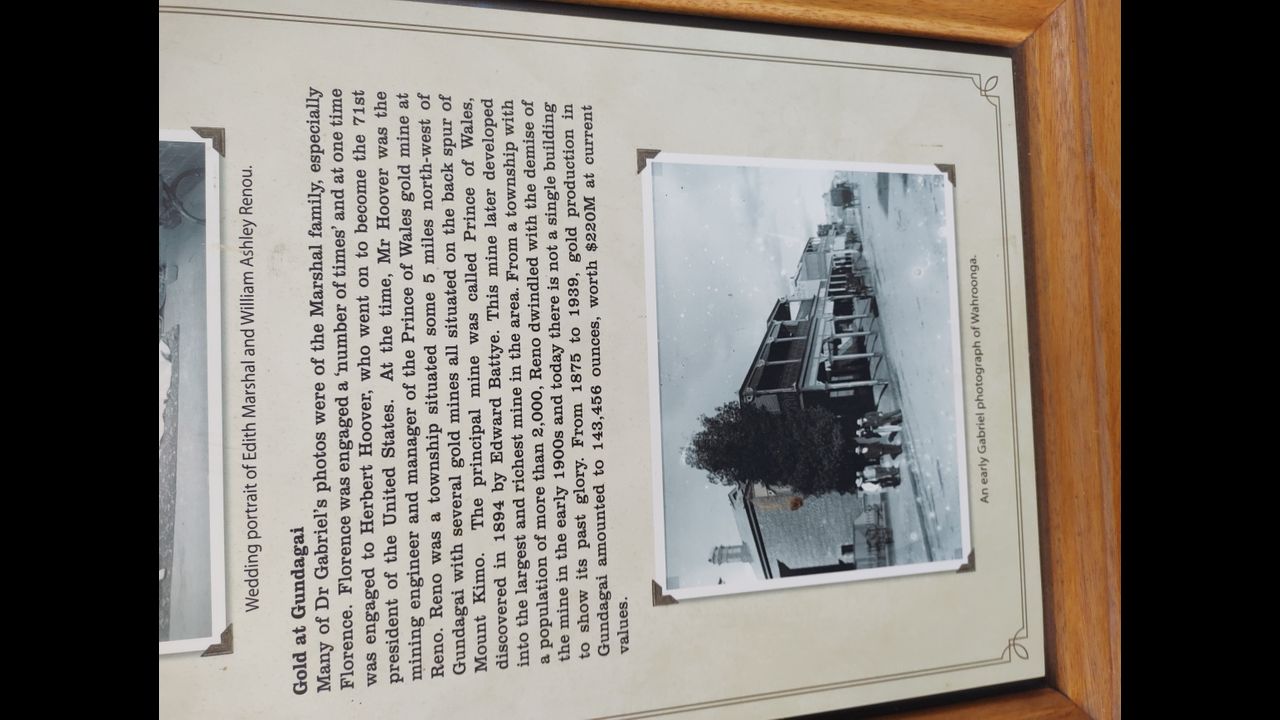 Wedding portrait of Edith Marshal and William Ashley Renou.
Gold at Gundagai
Many of Dr Gabriel's photos were of the Marshal family, especially
Florence. Florence was engaged a 'number of times' and at one time
was engaged to Herbert Hoover, who went on to become the 71st
president of the United States. At the time, Mr Hoover was the
mining engineer and manager of the Prince of Wales gold mine at
Reno. Reno was a township situated some 5 miles north-west of
Gundagai with several gold mines all situated on the back spur of
Mount Kimo. The principal mine was called Prince of Wales,
discovered in 1894 by Edward Battye. This mine later developed
into the largest and richest mine in the area. From a township with
a population of more than 2,000, Reno dwindled with the demise of
the mine in the early 1900s and today there is not a single building
to show its past glory. From 1875 to 1939, gold production in
Gundagai amounted to 143,456 ounces, worth $220M at current
values.
An early Gabriel photograph of Wahroonga.